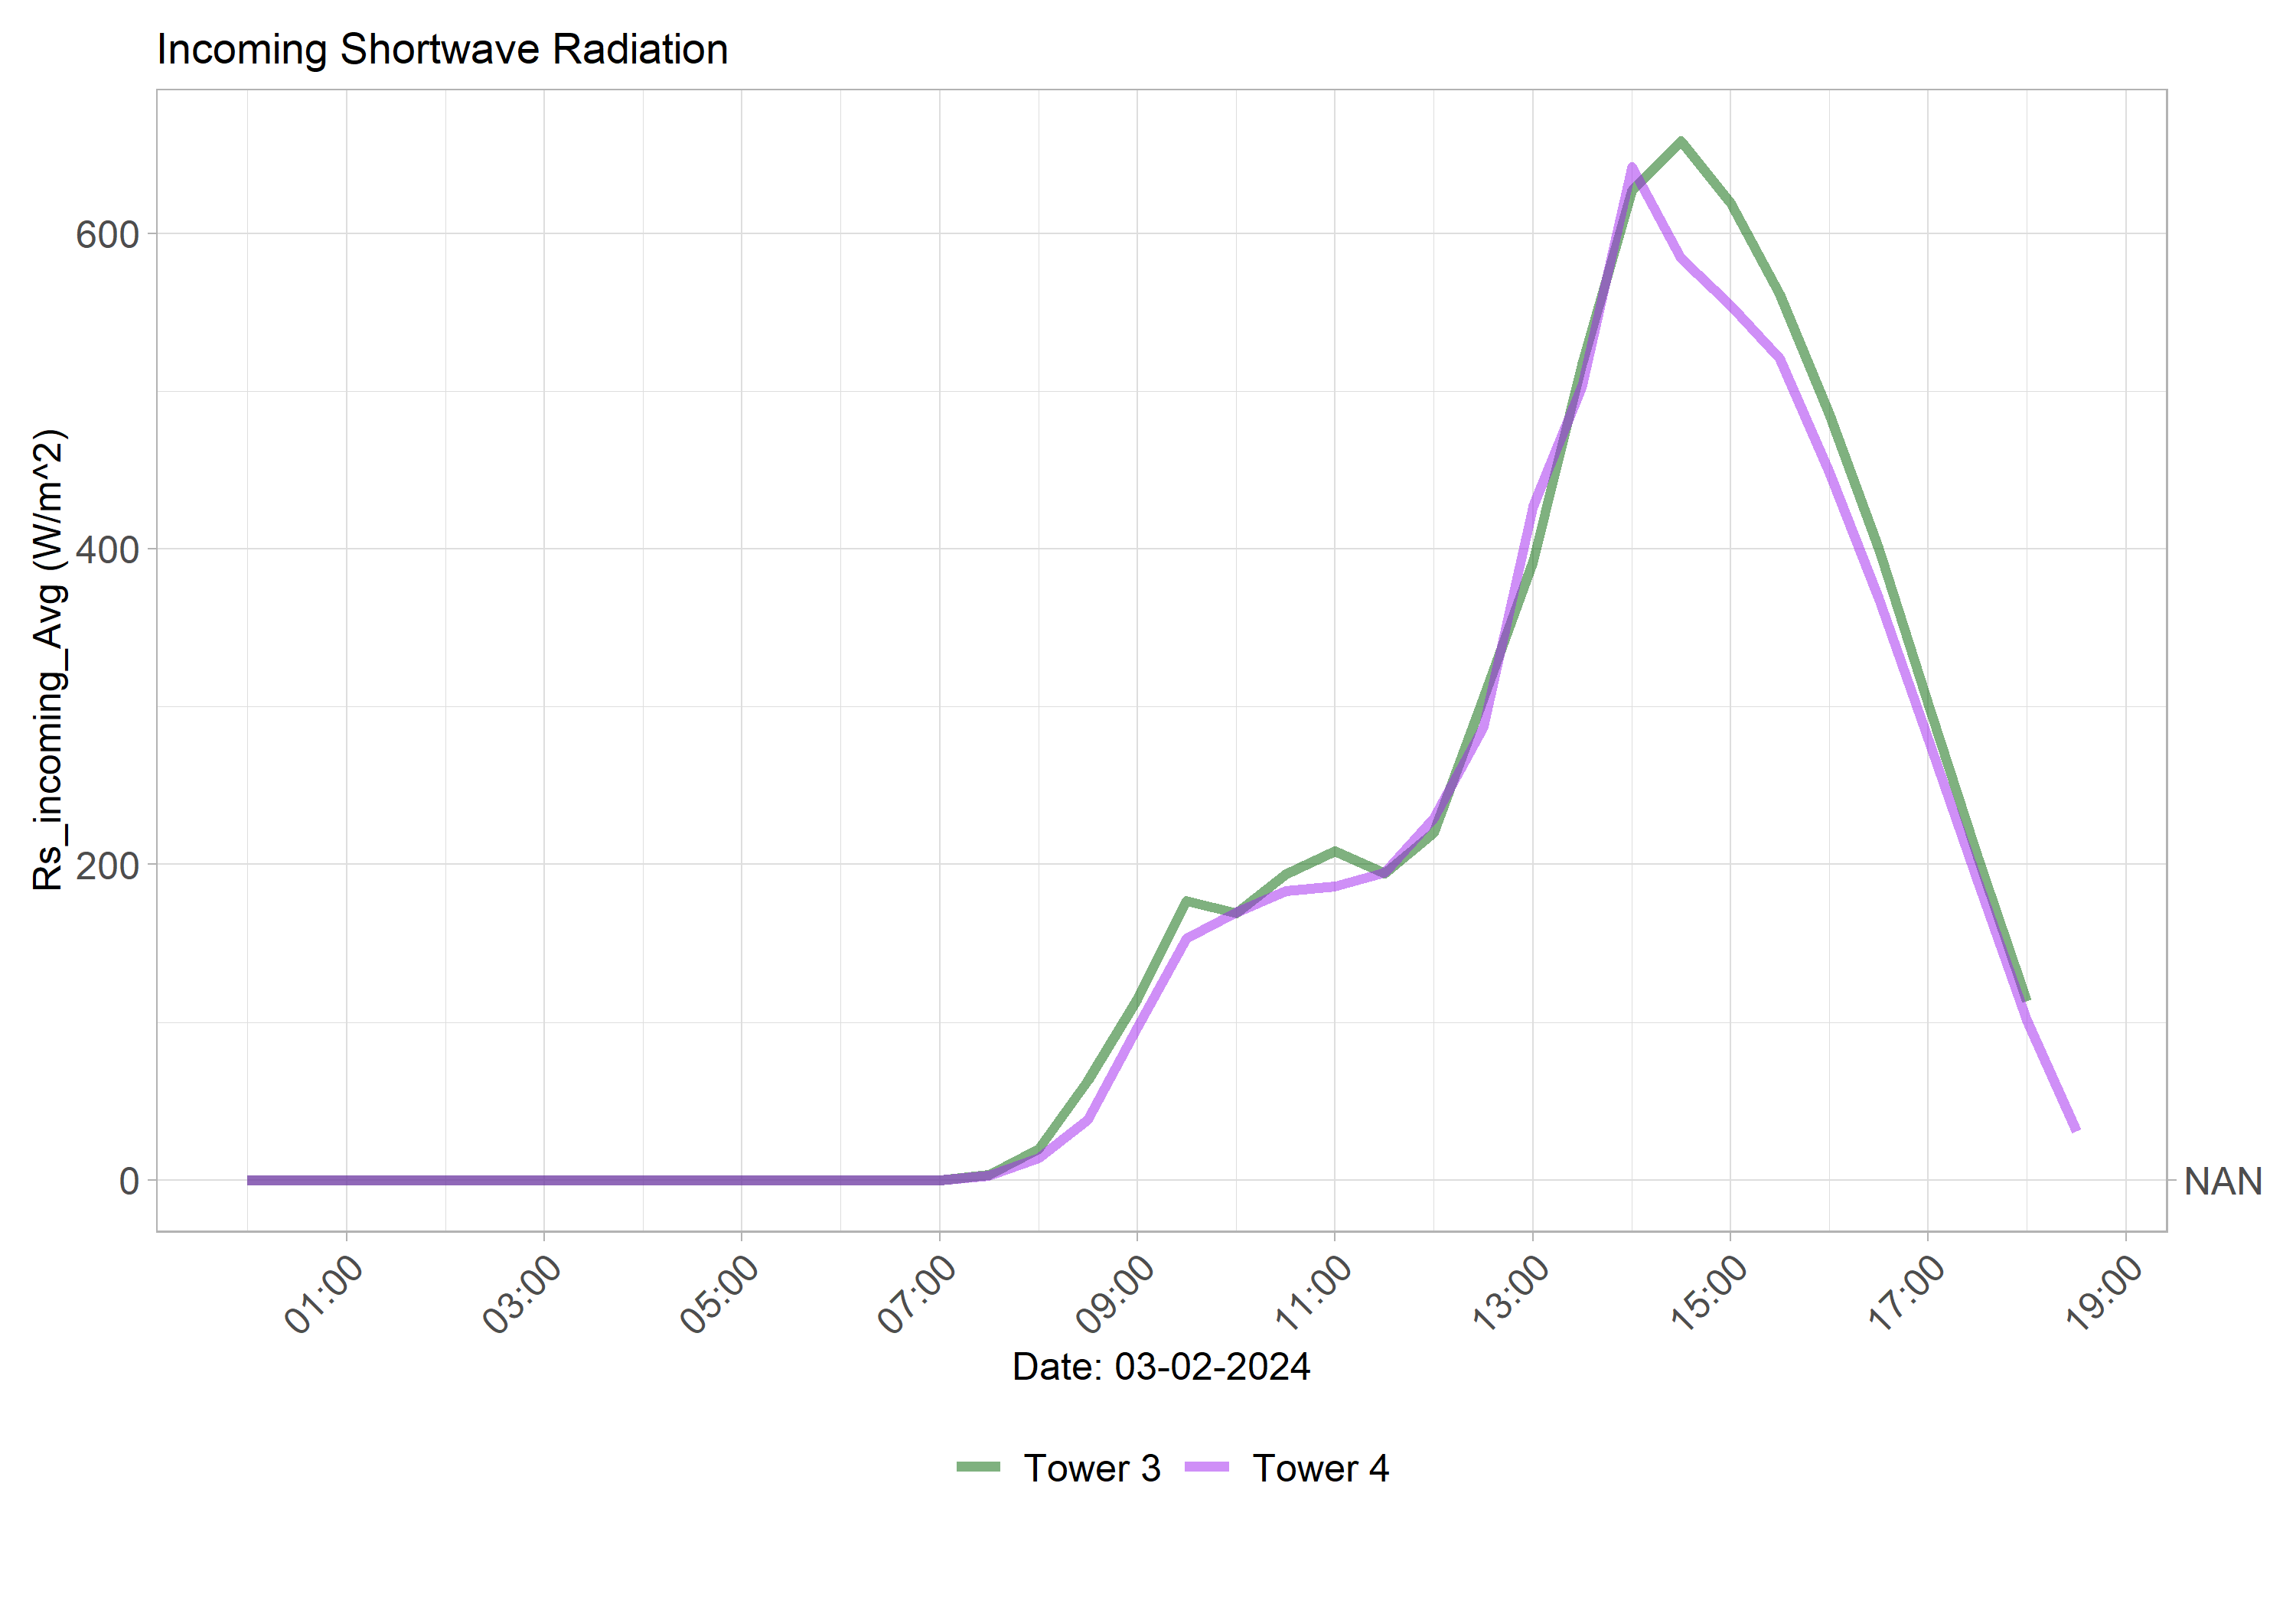 Incoming Shortwave Radiation
Rs_incoming_Avg (W/m^2)
600
400
200
0
NAN
01:00 03:00 05:00 07:00 09:00 11:00 13:00 15:00 17:00 19:00
Date: 03-02-2024
Tower 3 Tower 4